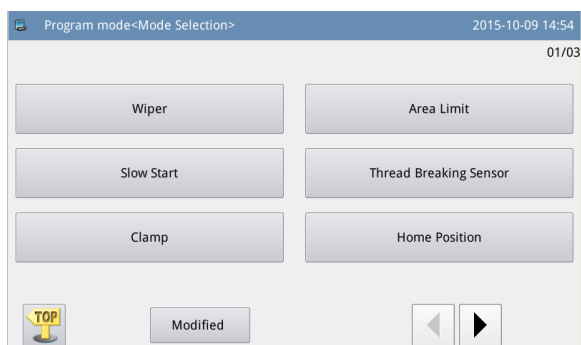 Program mode<Mode Selection> 2015-10-09 14:54
01/03
Wiper Area Limit
Slow Start Thread Breaking Sensor
Clamp Home Position
TOP Modified